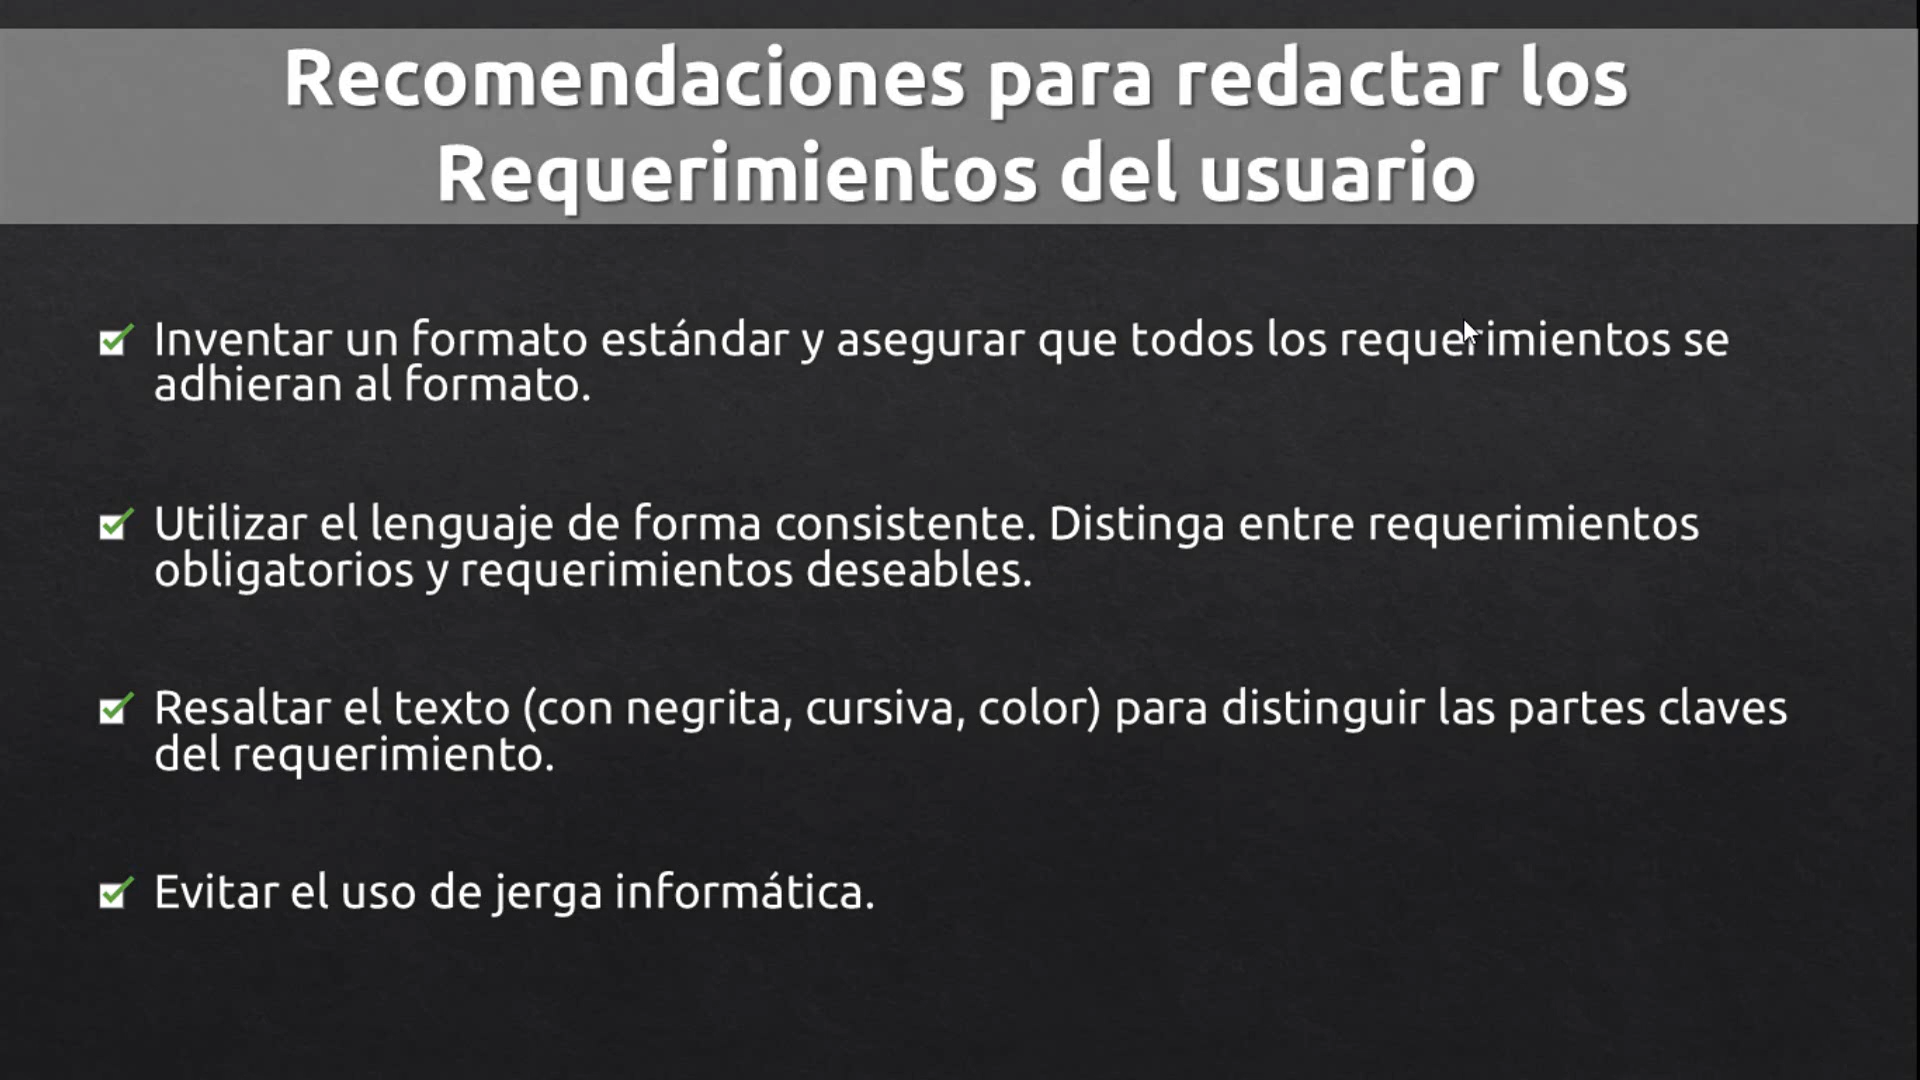 Recomendaciones para redactar los
Requerimientos del usuario
Inventar un formato estándar y asegurar que todos los requerimientos se
adhieran al formato.
Utilizar el lenguaje de forma consistente. Distinga entre requerimientos
obligatorios y requerimientos deseables.
Resaltar el texto (con negrita, cursiva, color) para distinguir las partes claves
del requerimiento.
Evitar el uso de jerga informática.